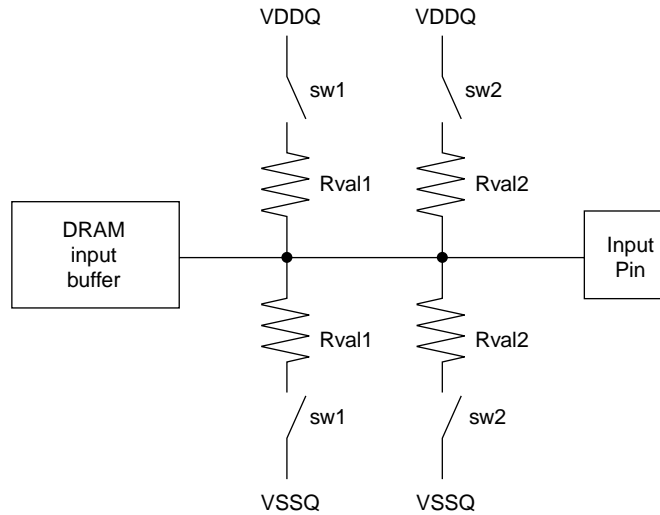 VDDQ VDDQ
sw1 sw2
Rval1 Rval2
DRAM
input
buffer
Input
Pin
Rval1 Rval2
sw1 sw2
VSSQ VSSQ